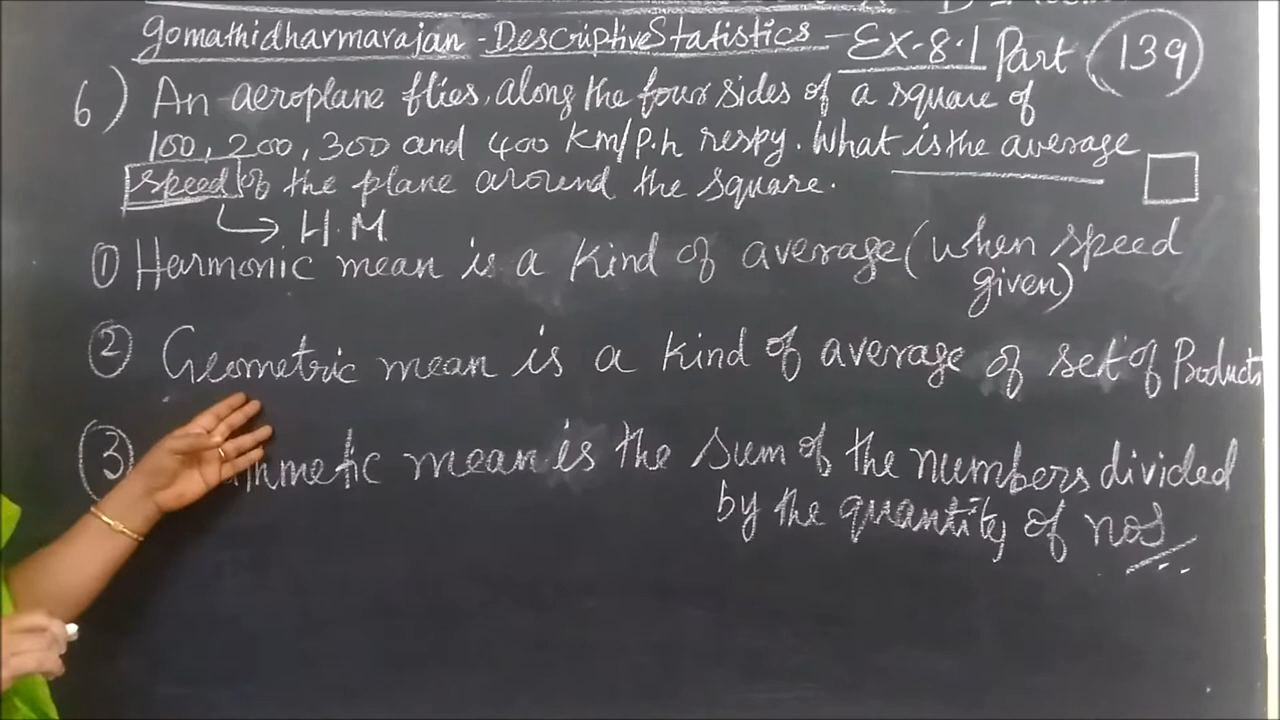 gomathidharmarajan - Descriptive Statistics - Ex-8.1 Part - 139
6) An aeroplane flies, along the four sides of a square of
100, 200, 300 and 400 Km/P.h respy. What is the average
speed of the plane around the square.
H.M
① Harmonic mean is a kind of average (when speed
given)
② Geometric mean is a kind of average of set of Products
③ mean is the sum of the numbers divided
by the quantity of nos